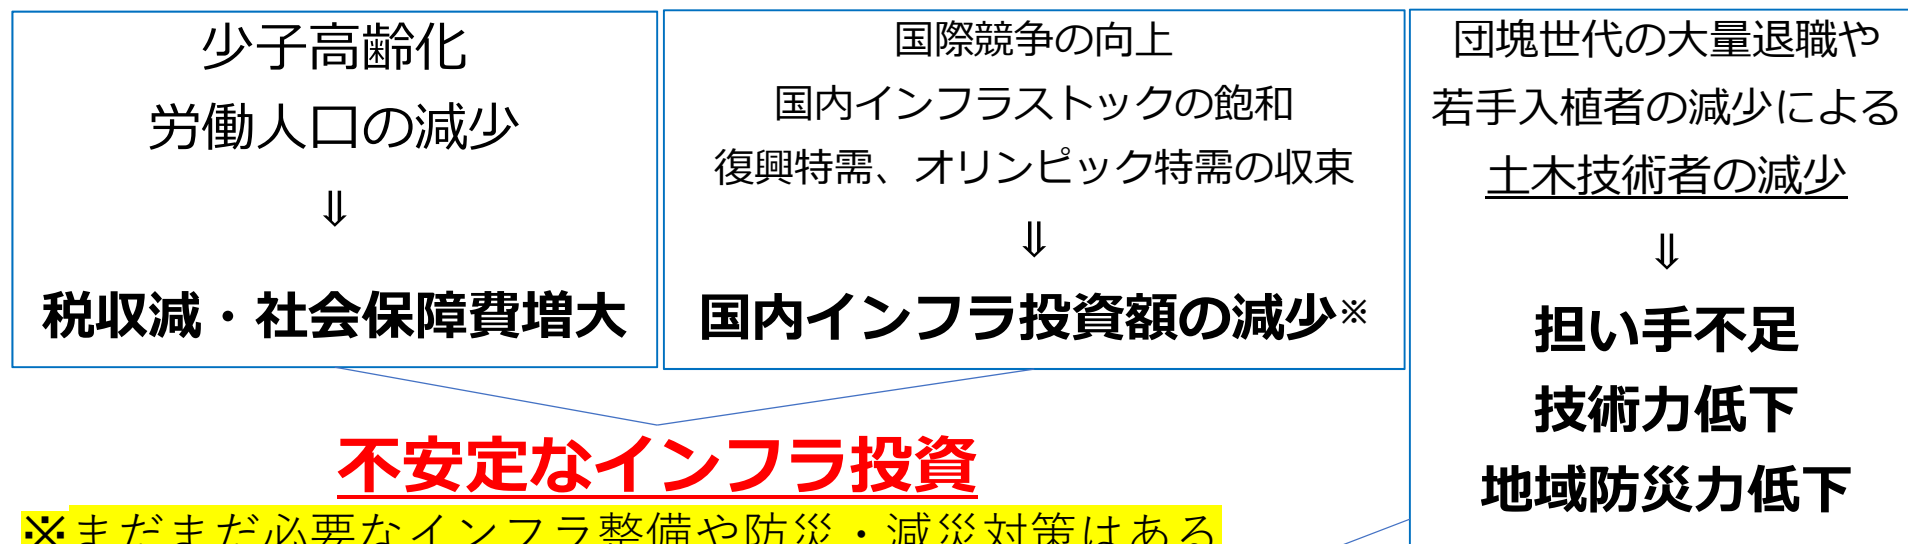 少子高齢化
労働人口の減少
⇓
税収減・社会保障費増大
国際競争の向上
国内インフラストックの飽和
復興特需、オリンピック特需の収束
⇓
国内インフラ投資額の減少※
団塊世代の大量退職や
若手入植者の減少による
土木技術者の減少
⇓
担い手不足
技術力低下
地域防災力低下
不安定なインフラ投資
※まだまだ必要なインフラ整備や防災・減災対策はある